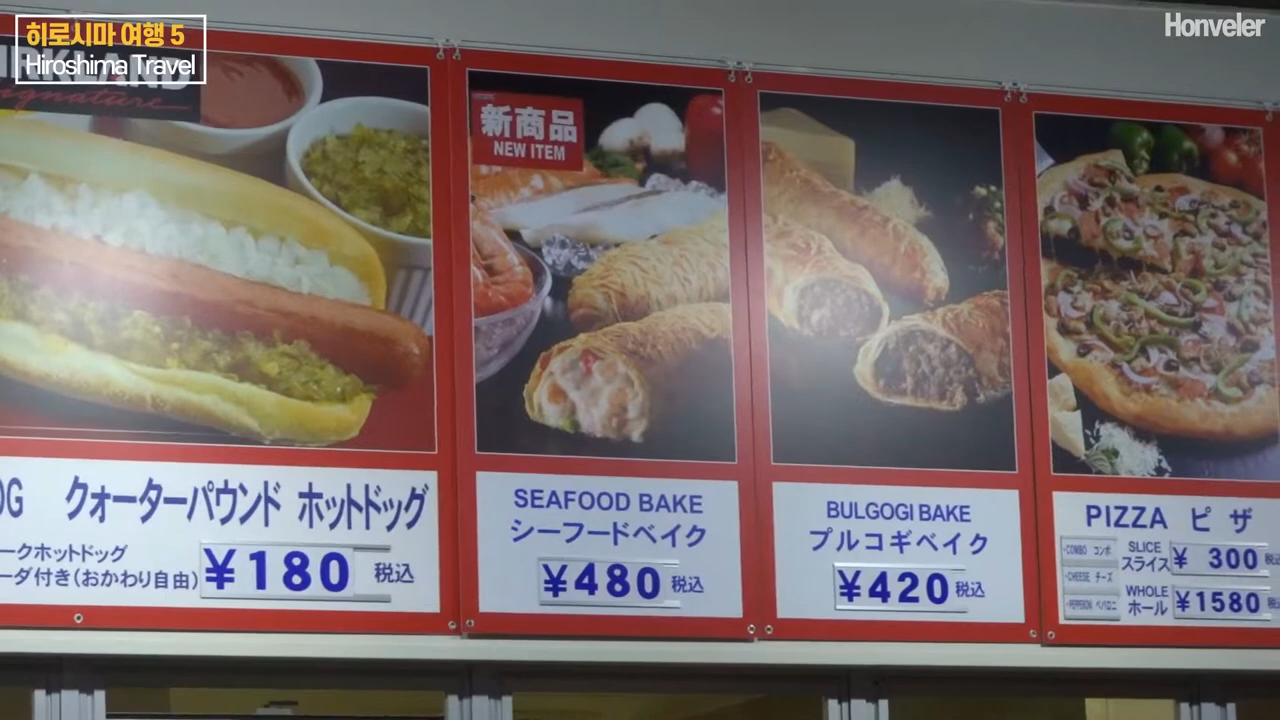 히로시마 여행 5
Hiroshima Travel
Honveler
KIRKLAND
Signature
新商品
NEW ITEM
OG クォーターパウンド ホットドッグ
ークホットドッグ
ーダ付き(おかわり自由)
¥180 税込
SEAFOOD BAKE
シーフードベイク
¥480 税込
BULGOGI BAKE
プルコギベイク
¥420 税込
PIZZA ピザ
COMBO コンボ
CHEESE チーズ
PEPPERONI ペパロニ
SLICE
スライス
¥ 300
WHOLE
ホール
¥1580